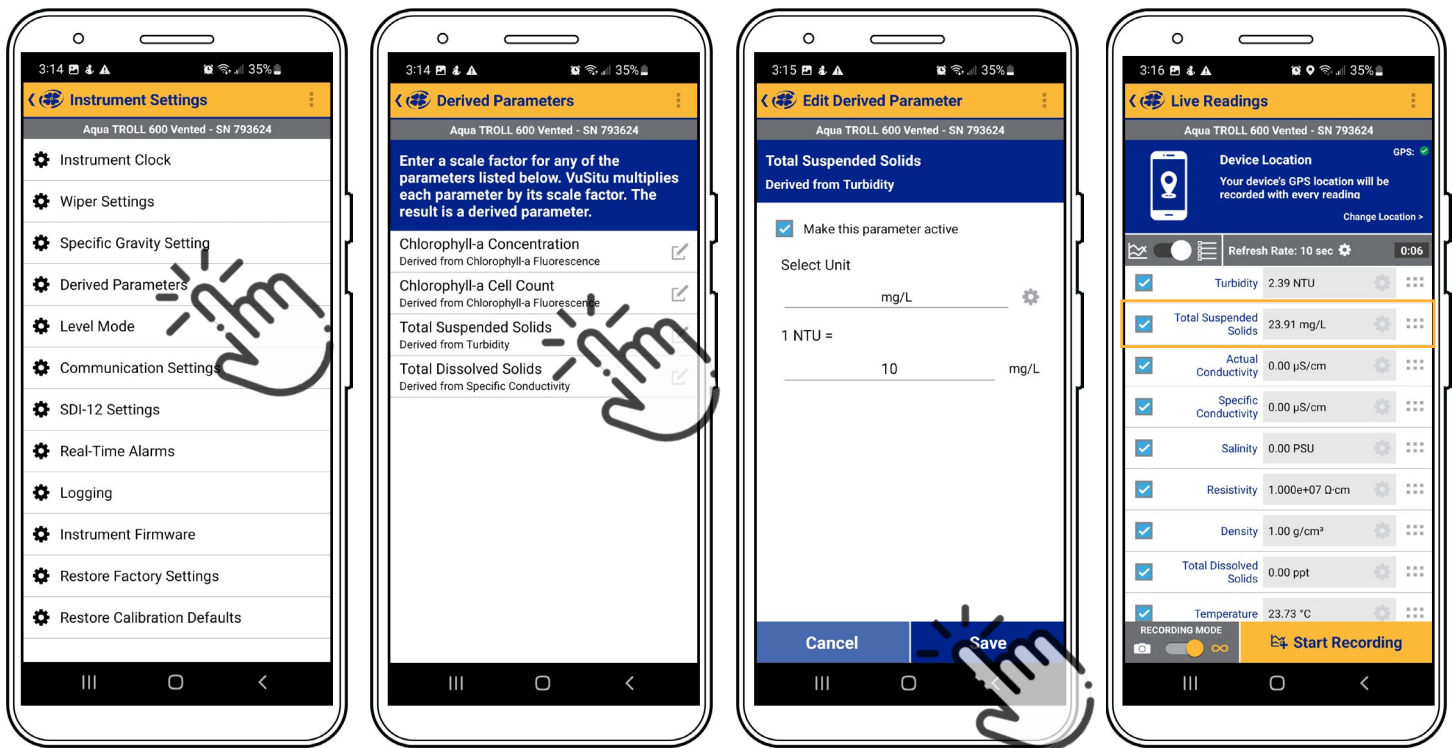 3:14
35%
Instrument Settings
Aqua TROLL 600 Vented - SN 793624
Instrument Clock
Wiper Settings
Specific Gravity Setting
Derived Parameters
Level Mode
Communication Settings
SDI-12 Settings
Real-Time Alarms
Logging
Instrument Firmware
Restore Factory Settings
Restore Calibration Defaults
3:14
35%
Derived Parameters
Aqua TROLL 600 Vented - SN 793624
Enter a scale factor for any of the
parameters listed below. VuSitu multiplies
each parameter by its scale factor. The
result is a derived parameter.
Chlorophyll-a Concentration
Derived from Chlorophyll-a Fluorescence
Chlorophyll-a Cell Count
Derived from Chlorophyll-a Fluorescence
Total Suspended Solids
Derived from Turbidity
Total Dissolved Solids
Derived from Specific Conductivity
3:15
35%
Edit Derived Parameter
Aqua TROLL 600 Vented - SN 793624
Total Suspended Solids
Derived from Turbidity
Make this parameter active
Select Unit
mg/L
1 NTU =
10 mg/L
Cancel
Save
3:16
35%
Live Readings
Aqua TROLL 600 Vented - SN 793624
GPS:
Device Location
Your device's GPS location will be
recorded with every reading
Change Location >
Refresh Rate: 10 sec
0:06
Turbidity 2.39 NTU
Total Suspended
Solids 23.91 mg/L
Actual
Conductivity 0.00 µS/cm
Specific
Conductivity 0.00 µS/cm
Salinity 0.00 PSU
Resistivity 1.000e+07 Ω·cm
Density 1.00 g/cm³
Total Dissolved
Solids 0.00 ppt
Temperature 23.73 °C
RECORDING MODE
Start Recording